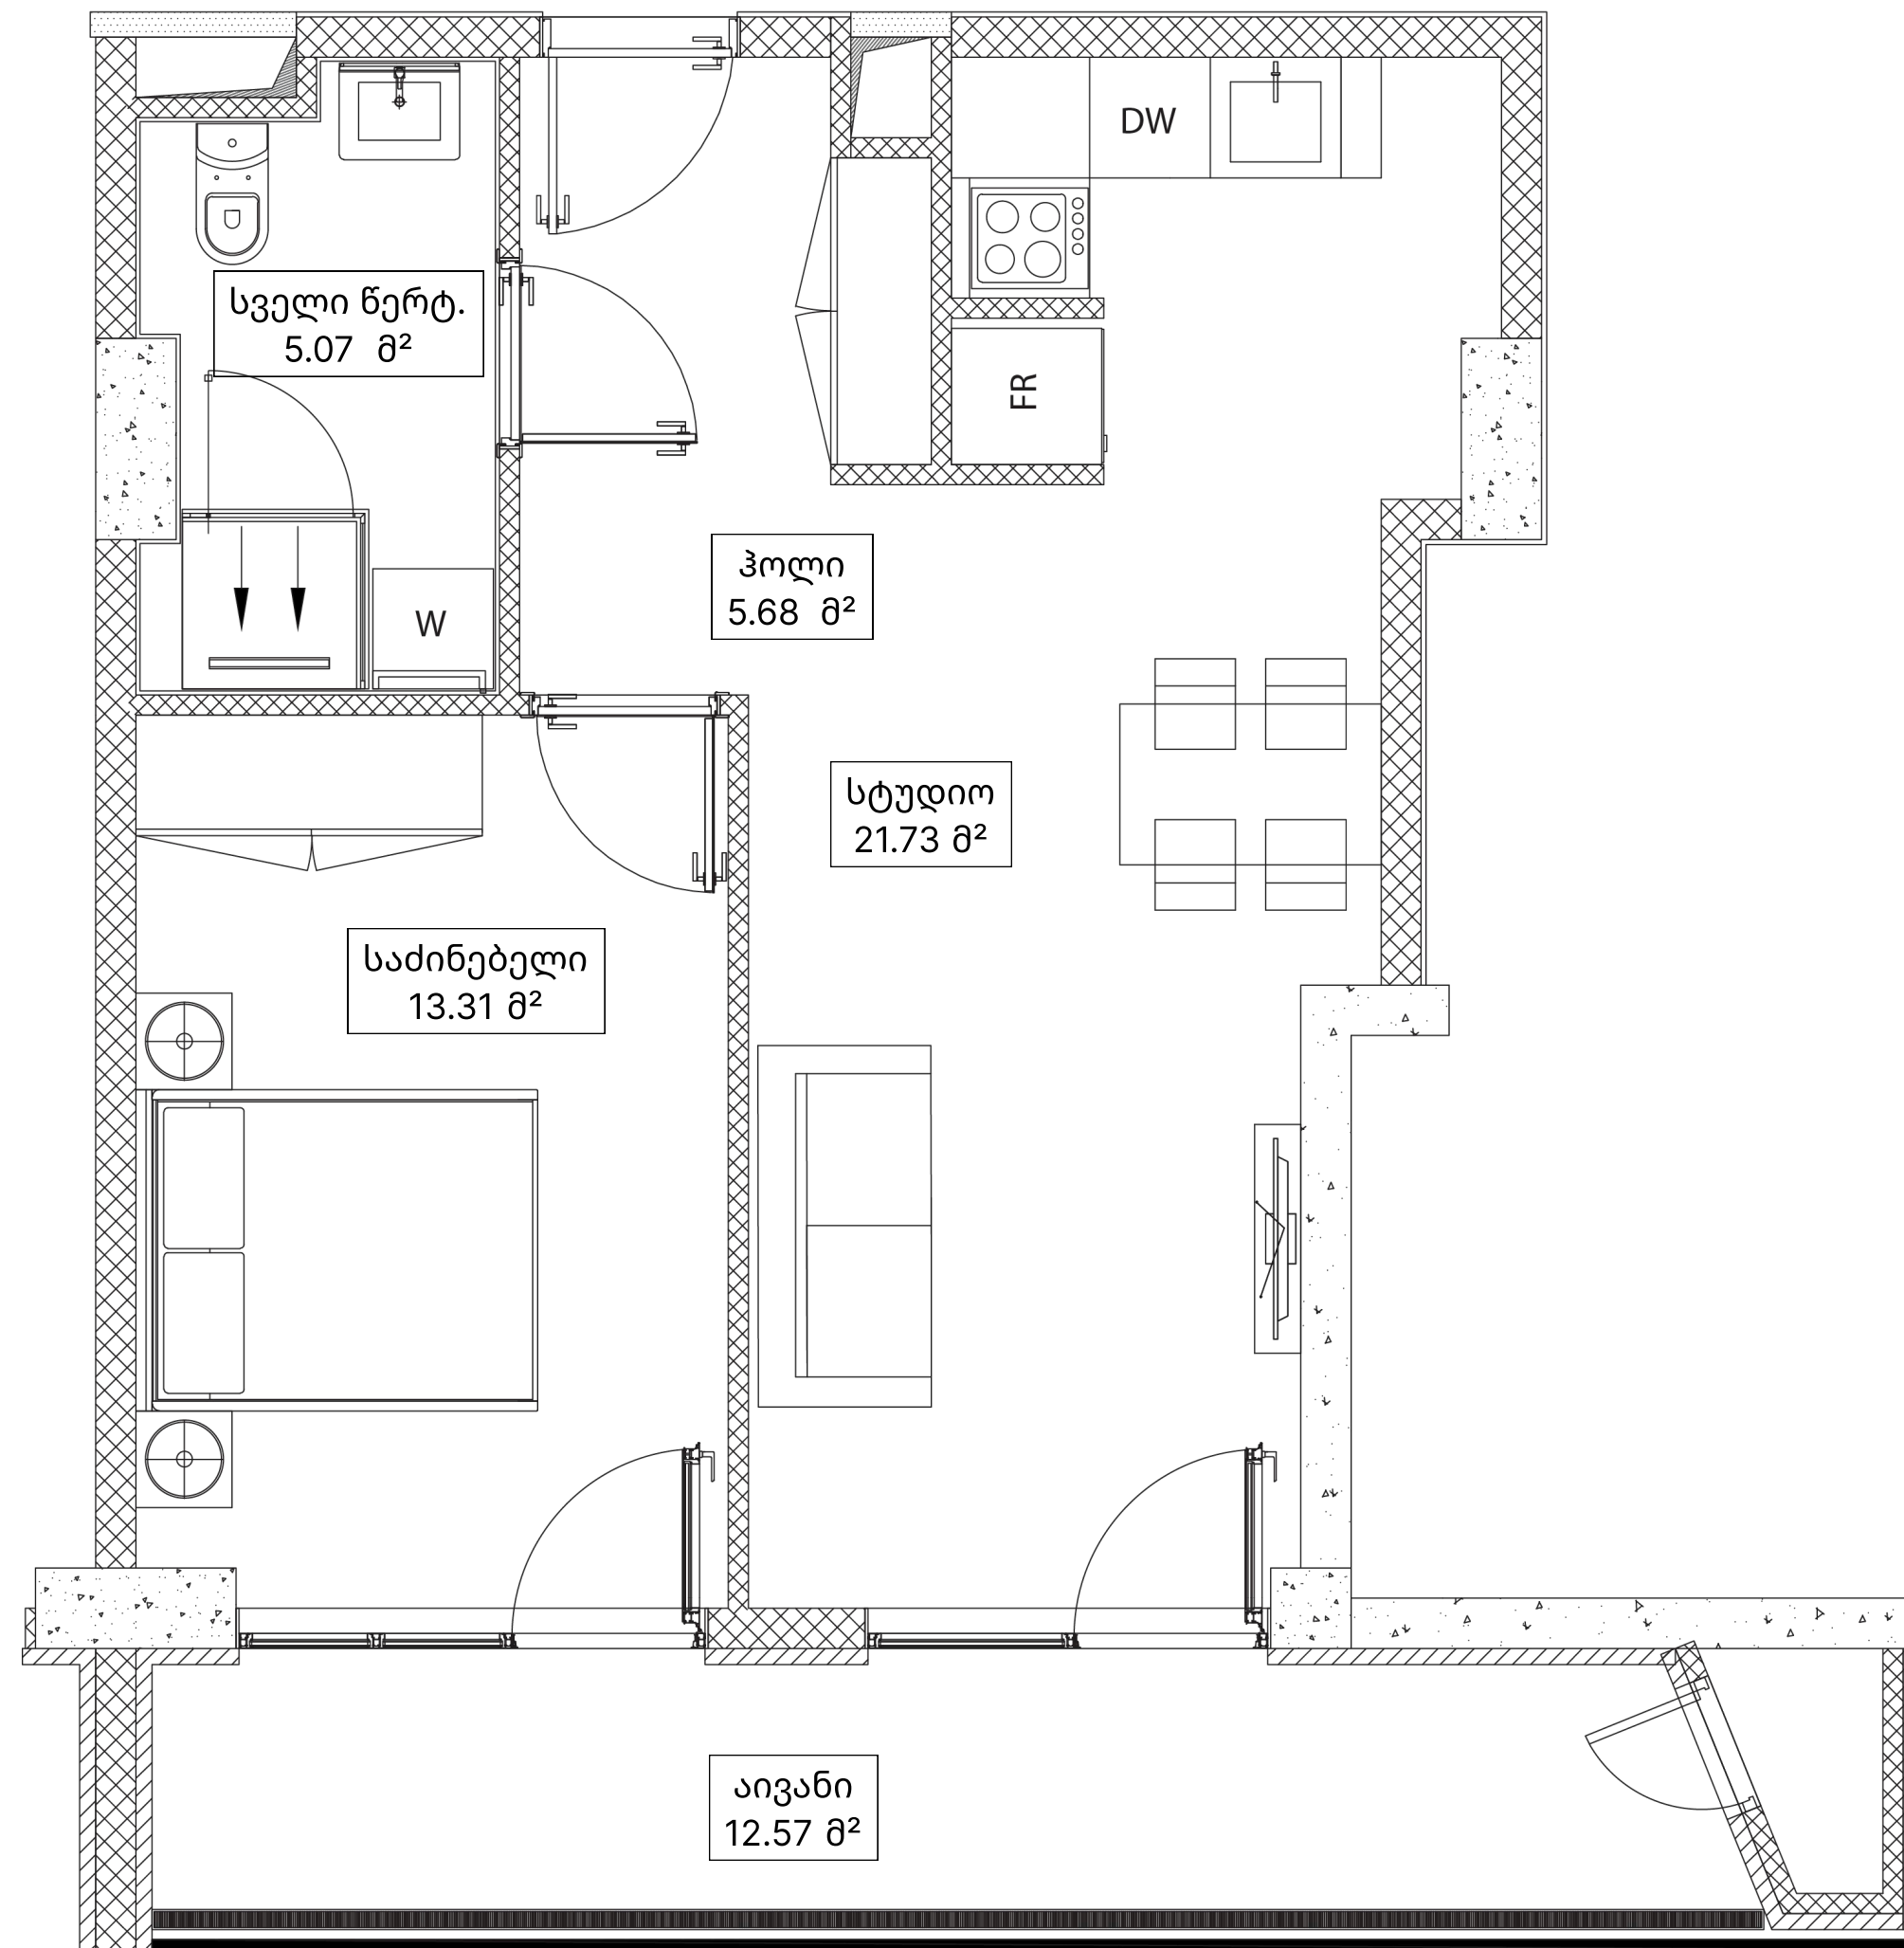 DW
სველი წერტ.
5.07 მ²
FR
ჰოლი
5.68 მ²
W
სტუდიო
21.73 მ²
საძინებელი
13.31 მ²
აივანი
12.57 მ²